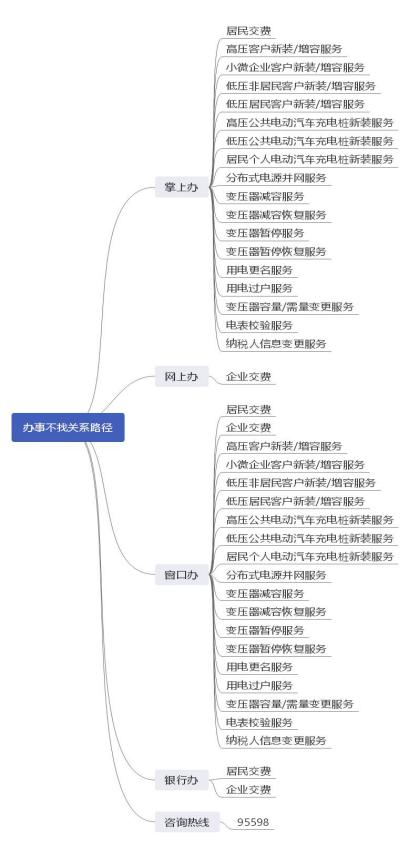 办事不找关系路径
掌上办
居民交费
高压客户新装/增容服务
小微企业客户新装/增容服务
低压非居民客户新装/增容服务
低压居民客户新装/增容服务
高压公共电动汽车充电桩新装服务
低压公共电动汽车充电桩新装服务
居民个人电动汽车充电桩新装服务
分布式电源并网服务
变压器减容服务
变压器减容恢复服务
变压器暂停服务
变压器暂停恢复服务
用电更名服务
用电过户服务
变压器容量/需量变更服务
电表校验服务
纳税人信息变更服务
网上办
企业交费
窗口办
居民交费
企业交费
高压客户新装/增容服务
小微企业客户新装/增容服务
低压非居民客户新装/增容服务
低压居民客户新装/增容服务
高压公共电动汽车充电桩新装服务
低压公共电动汽车充电桩新装服务
居民个人电动汽车充电桩新装服务
分布式电源并网服务
变压器减容服务
变压器减容恢复服务
变压器暂停服务
变压器暂停恢复服务
用电更名服务
用电过户服务
变压器容量/需量变更服务
电表校验服务
纳税人信息变更服务
银行办
居民交费
企业交费
咨询热线
95598